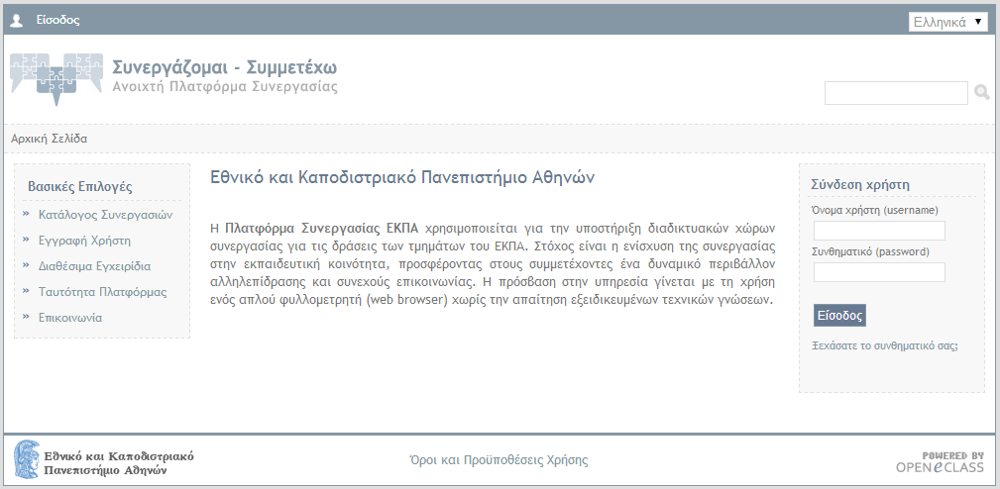 Είσοδος
Ελληνικά
Συνεργάζομαι - Συμμετέχω
Ανοιχτή Πλατφόρμα Συνεργασίας
Αρχική Σελίδα
Βασικές Επιλογές
Κατάλογος Συνεργασιών
Εγγραφή Χρήστη
Διαθέσιμα Εγχειρίδια
Ταυτότητα Πλατφόρμας
Επικοινωνία
Εθνικό και Καποδιστριακό Πανεπιστήμιο Αθηνών
Η Πλατφόρμα Συνεργασίας ΕΚΠΑ χρησιμοποιείται για την υποστήριξη διαδικτυακών χώρων
συνεργασίας για τις δράσεις των τμημάτων του ΕΚΠΑ. Στόχος είναι η ενίσχυση της συνεργασίας
στην εκπαιδευτική κοινότητα, προσφέροντας στους συμμετέχοντες ένα δυναμικό περιβάλλον
αλληλεπίδρασης και συνεχούς επικοινωνίας. Η πρόσβαση στην υπηρεσία γίνεται με τη χρήση
ενός απλού φυλλομετρητή (web browser) χωρίς την απαίτηση εξειδικευμένων τεχνικών γνώσεων.
Σύνδεση χρήστη
Όνομα χρήστη (username)
Συνθηματικό (password)
Είσοδος
Ξεχάσατε το συνθηματικό σας;
Εθνικό και Καποδιστριακό
Πανεπιστήμιο Αθηνών
Όροι και Προϋποθέσεις Χρήσης
POWERED BY
OPEN eCLASS